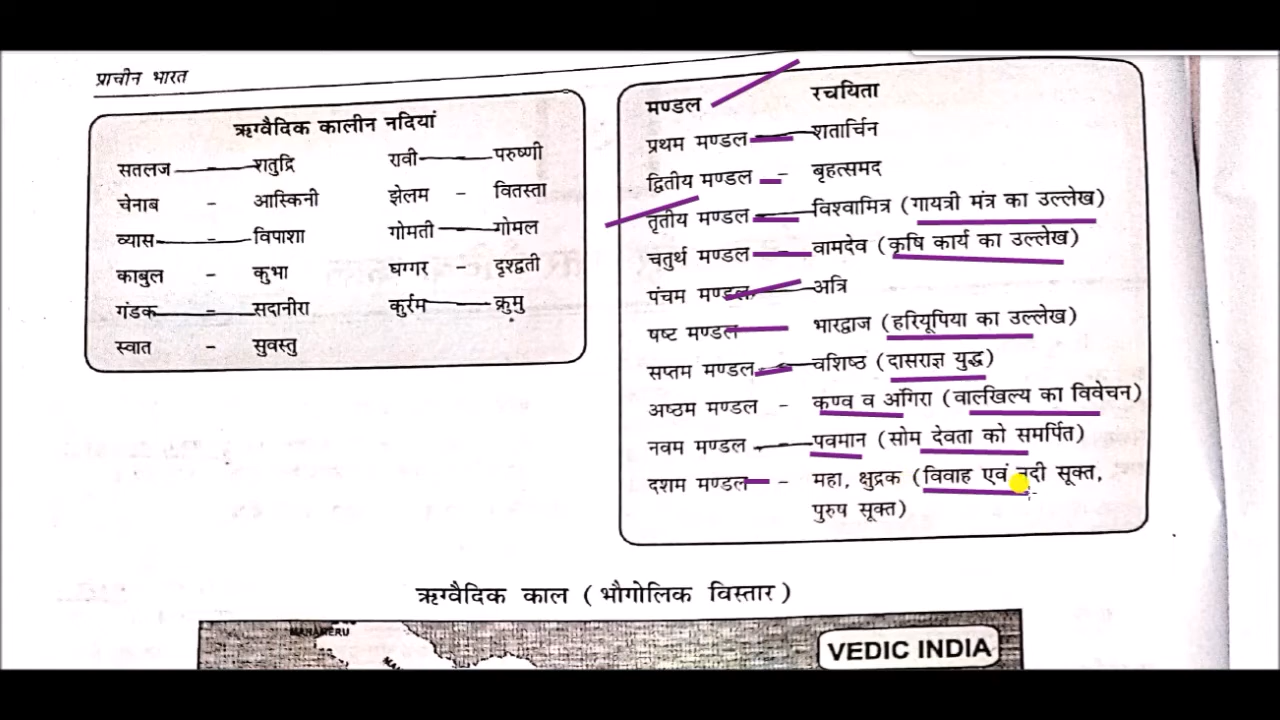 प्राचीन भारत
ऋग्वैदिक कालीन नदियां
सतलज - शतुद्रि रावी - परुष्णी
चेनाब - आस्किनी झेलम - वितस्ता
व्यास - विपाशा गोमती - गोमल
काबुल - कुभा घग्गर - दृश्द्वती
गंडक - सदानीरा कुर्रम - क्रुमु
स्वात - सुवस्तु
मण्डल रचयिता
प्रथम मण्डल - शतार्चिन
द्वितीय मण्डल - बृहत्समद
तृतीय मण्डल - विश्वामित्र (गायत्री मंत्र का उल्लेख)
चतुर्थ मण्डल - वामदेव (कृषि कार्य का उल्लेख)
पंचम मण्डल - अत्रि
षष्ट मण्डल - भारद्वाज (हरियूपिया का उल्लेख)
सप्तम मण्डल - वशिष्ठ (दासराज्ञ युद्ध)
अष्ठम मण्डल - कण्व व अंगिरा (वालखिल्य का विवेचन)
नवम मण्डल - पवमान (सोम देवता को समर्पित)
दशम मण्डल - महा, क्षुद्रक (विवाह एवं नदी सूक्त,
पुरुष सूक्त)
ऋग्वैदिक काल (भौगोलिक विस्तार)
VEDIC INDIA